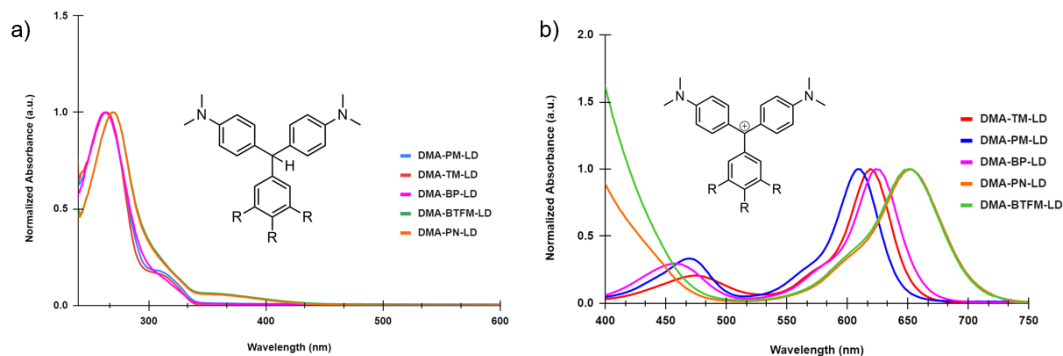 a)
Normalized Absorbance (a.u.)
1.5
1.0
0.5
0.0
300
400
500
600
Wavelength (nm)
N
N
H
R
R
R
DMA-PM-LD
DMA-TM-LD
DMA-BP-LD
DMA-BTFM-LD
DMA-PN-LD
b)
Normalized Absorbance (a.u.)
2.0
1.5
1.0
0.5
0.0
400
450
500
550
600
650
700
750
Wavelength (nm)
N
N
+
R
R
R
DMA-TM-LD
DMA-PM-LD
DMA-BP-LD
DMA-PN-LD
DMA-BTFM-LD